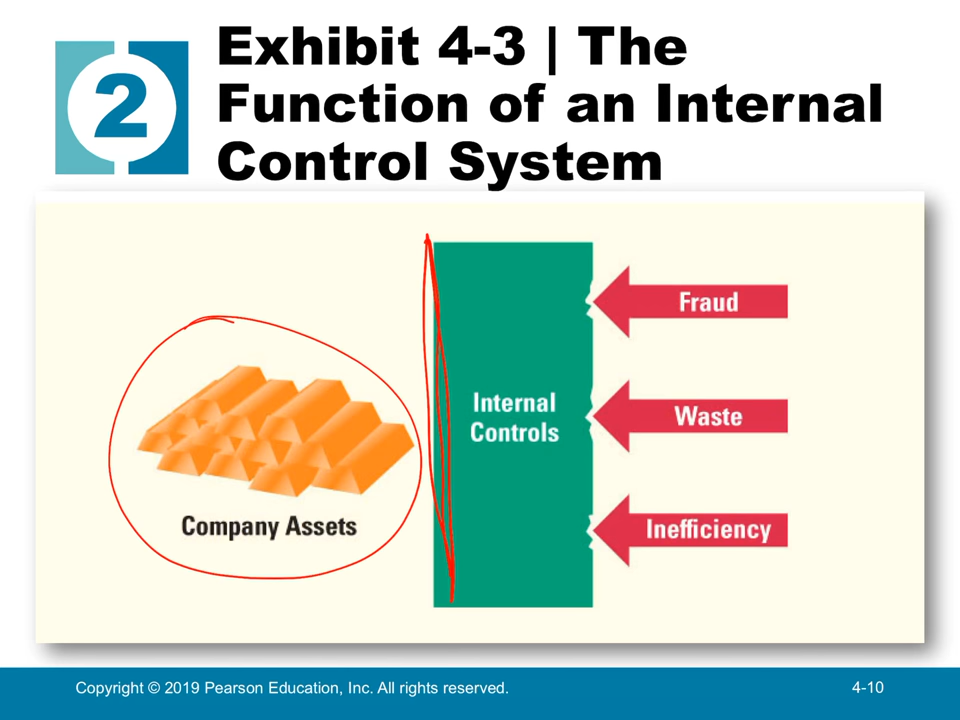 2
Exhibit 4-3 | The
Function of an Internal
Control System
Fraud
Internal
Controls
Waste
Company Assets
Inefficiency
Copyright © 2019 Pearson Education, Inc. All rights reserved.
4-10